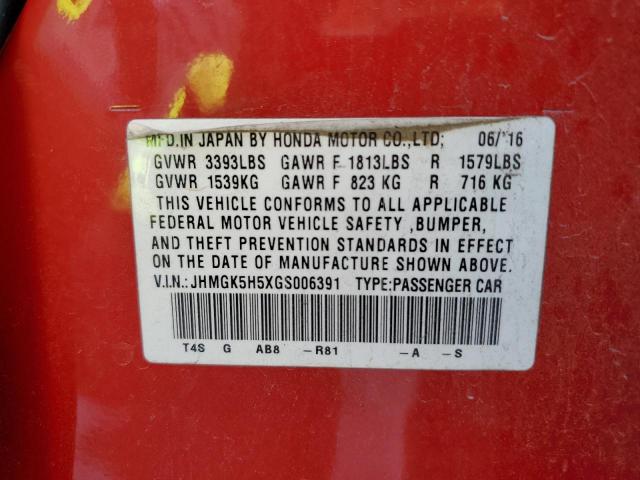 MFD.IN JAPAN BY HONDA MOTOR CO.,LTD; 06/'16
GVWR 3393LBS GAWR F 1813LBS R 1579LBS
GVWR 1539KG GAWR F 823 KG R 716 KG
THIS VEHICLE CONFORMS TO ALL APPLICABLE
FEDERAL MOTOR VEHICLE SAFETY ,BUMPER,
AND THEFT PREVENTION STANDARDS IN EFFECT
ON THE DATE OF MANUFACTURE SHOWN ABOVE.
V.I.N.: JHMGK5H5XGS006391 TYPE:PASSENGER CAR
T4S G AB8 –R81 –A –S